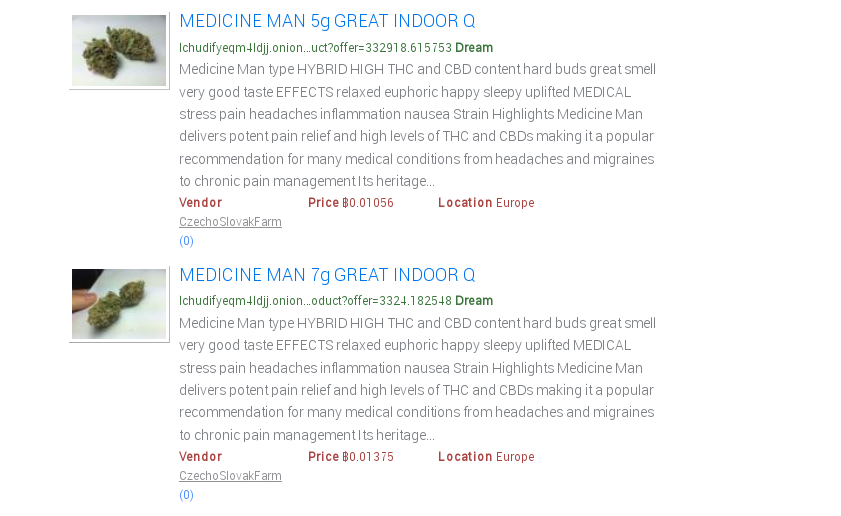 MEDICINE MAN 5g GREAT INDOOR Q
lchudifyeqm4ldjj.onion...uct?offer=332918.615753 Dream
Medicine Man type HYBRID HIGH THC and CBD content hard buds great smell
very good taste EFFECTS relaxed euphoric happy sleepy uplifted MEDICAL
stress pain headaches inflammation nausea Strain Highlights Medicine Man
delivers potent pain relief and high levels of THC and CBDs making it a popular
recommendation for many medical conditions from headaches and migraines
to chronic pain management Its heritage...
Vendor Price ฿0.01056 Location Europe
CzechoSlovakFarm
(0)
MEDICINE MAN 7g GREAT INDOOR Q
lchudifyeqm4ldjj.onion...oduct?offer=3324.182548 Dream
Medicine Man type HYBRID HIGH THC and CBD content hard buds great smell
very good taste EFFECTS relaxed euphoric happy sleepy uplifted MEDICAL
stress pain headaches inflammation nausea Strain Highlights Medicine Man
delivers potent pain relief and high levels of THC and CBDs making it a popular
recommendation for many medical conditions from headaches and migraines
to chronic pain management Its heritage...
Vendor Price ฿0.01375 Location Europe
CzechoSlovakFarm
(0)